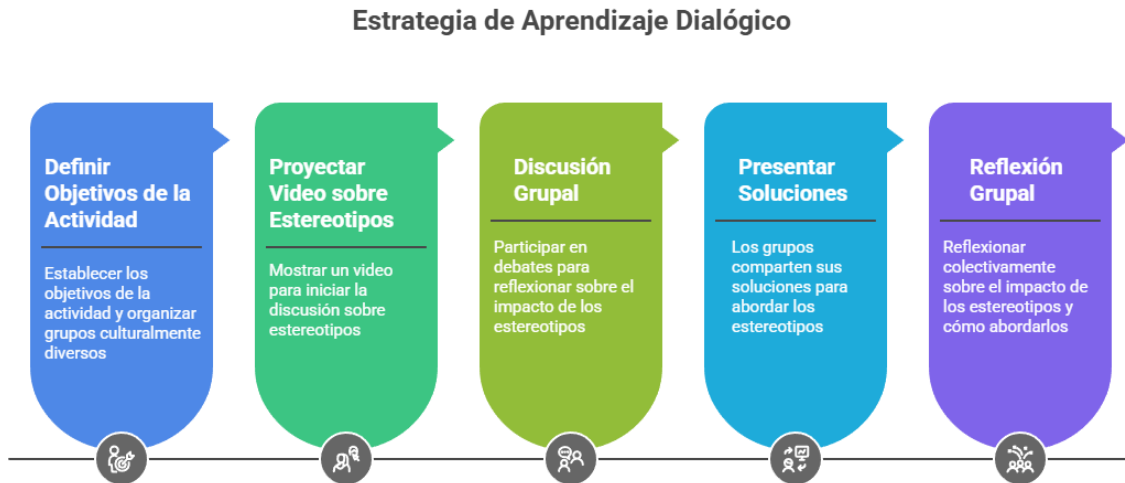 Estrategia de Aprendizaje Dialógico
Definir
Objetivos de la
Actividad
Establecer los
objetivos de la
actividad y organizar
grupos culturalmente
diversos
Proyectar
Video sobre
Estereotipos
Mostrar un video
para iniciar la
discusión sobre
estereotipos
Discusión
Grupal
Participar en
debates para
reflexionar sobre el
impacto de los
estereotipos
Presentar
Soluciones
Los grupos
comparten sus
soluciones para
abordar los
estereotipos
Reflexión
Grupal
Reflexionar
colectivamente
sobre el impacto de
los estereotipos y
cómo abordarlos